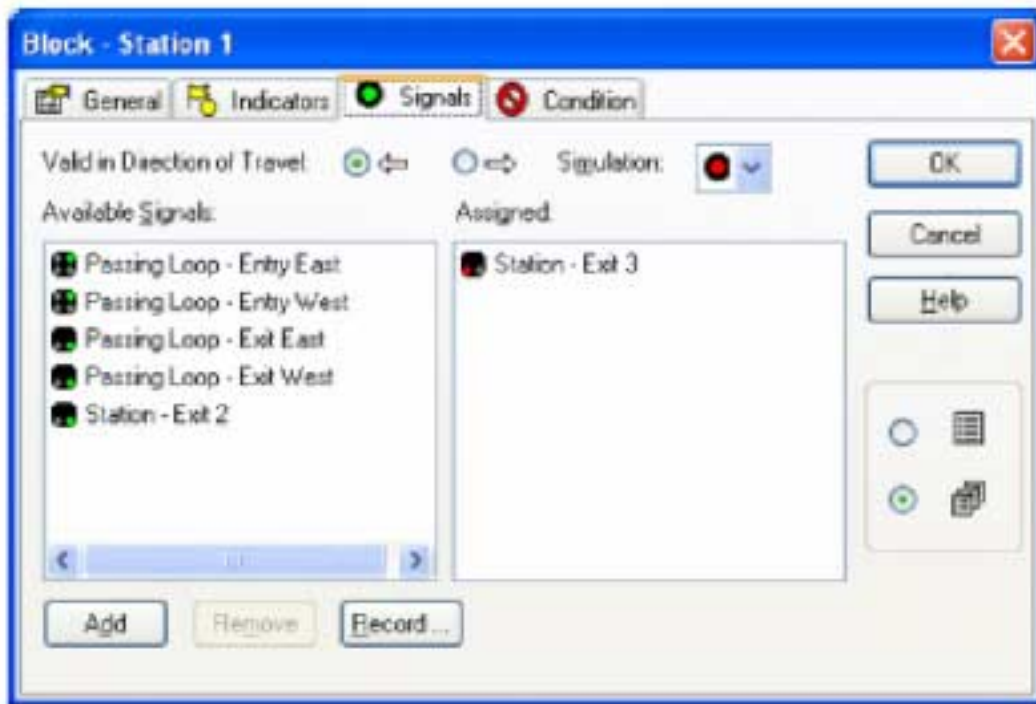 Block - Station 1
General Indicators Signals Condition
Valid in Direction of Travel: Simulation:
OK
Available Signals: Assigned:
Cancel
Passing Loop - Entry East
Passing Loop - Entry West
Passing Loop - Exit East
Passing Loop - Exit West
Station - Exit 2
Station - Exit 3
Help
Add Remove Record...